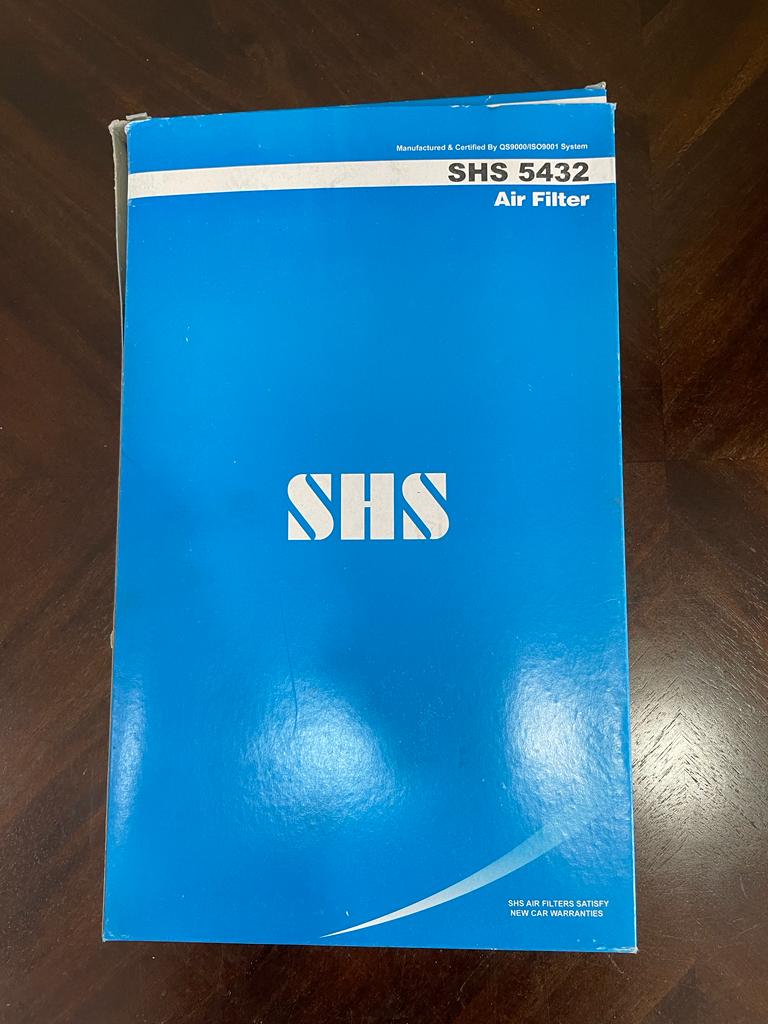 Manufactured & Certified By QS9000/ISO9001 System
SHS 5432
Air Filter
SHS
SHS AIR FILTERS SATISFY
NEW CAR WARRANTIES